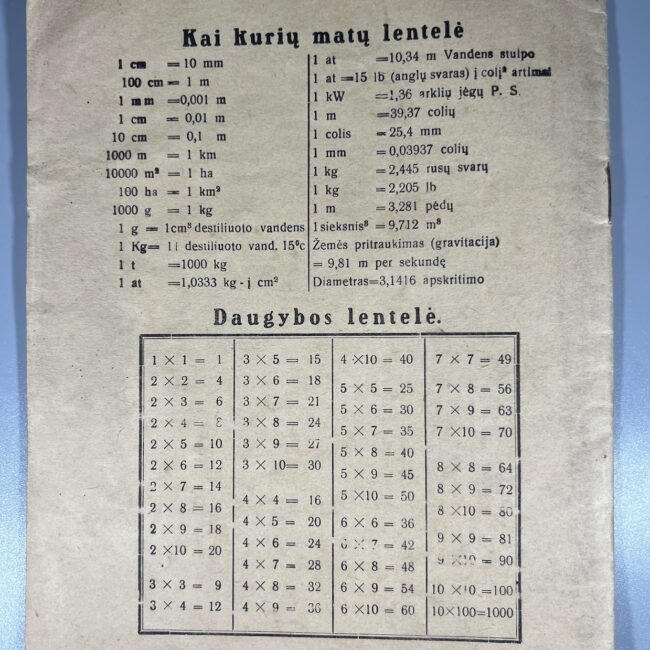 Kai kurių matų lentelė
1 cm = 10 mm
100 cm = 1 m
1 mm =0,001 m
1 cm = 0,01 m
10 cm = 0,1 m
1000 m = 1 km
10000 m² = 1 ha
100 ha = 1 km²
1000 g = 1 kg
1 g = 1cm³ destiliuoto vandens
1 Kg= 1l destiliuoto vand. 15°c
1 t =1000 kg
1 at =1,0333 kg-į cm²
1 at =10,34 m Vandens stulpo
1 at =15 lb (anglų svaras) į colį² artimai
1 kW =1,36 arklių jėgų P. S.
1 m =39,37 colių
1 colis = 25,4 mm
1 mm = 0,03937 colių
1 kg = 2,445 rusų svarų
1 kg = 2,205 lb
1 m = 3,281 pėdų
1 sieksnis³ = 9,712 m³
Žemės pritraukimas (gravitacija)
= 9,81 m per sekundę
Diametras=3,1416 apskritimo
Daugybos lentelė.
1 × 1 = 1
2 × 2 = 4
2 × 3 = 6
2 × 4 = 8
2 × 5 = 10
2 × 6 = 12
2 × 7 = 14
2 × 8 = 16
2 × 9 = 18
2 ×10 = 20
3 × 3 = 9
3 × 4 = 12
3 × 5 = 15
3 × 6 = 18
3 × 7 = 21
3 × 8 = 24
3 × 9 = 27
3 × 10= 30
4 × 4 = 16
4 × 5 = 20
4 × 6 = 24
4 × 7 = 28
4 × 8 = 32
4 × 9 = 36
4 ×10 = 40
5 × 5 = 25
5 × 6 = 30
5 × 7 = 35
5 × 8 = 40
5 × 9 = 45
5 ×10 = 50
6 × 6 = 36
6 × 7 = 42
6 × 8 = 48
6 × 9 = 54
6 ×10 = 60
7 × 7 = 49
7 × 8 = 56
7 × 9 = 63
7 ×10 = 70
8 × 8 = 64
8 × 9 = 72
8 ×10 = 80
9 × 9 = 81
9 ×10 = 90
10 ×10 =100
10×100=1000